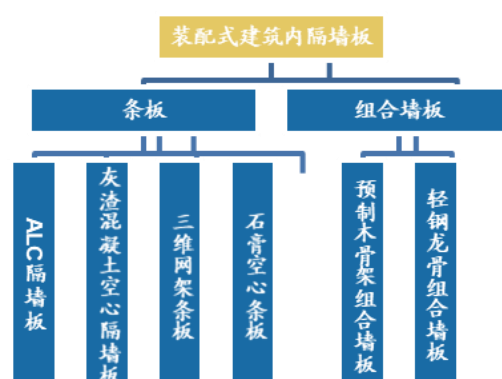 装配式建筑内隔墙板
条板
组合墙板
ALC隔墙板
灰渣混凝土空心隔墙板
三维网架条板
石膏空心条板
预制木骨架组合墙板
轻钢龙骨组合墙板